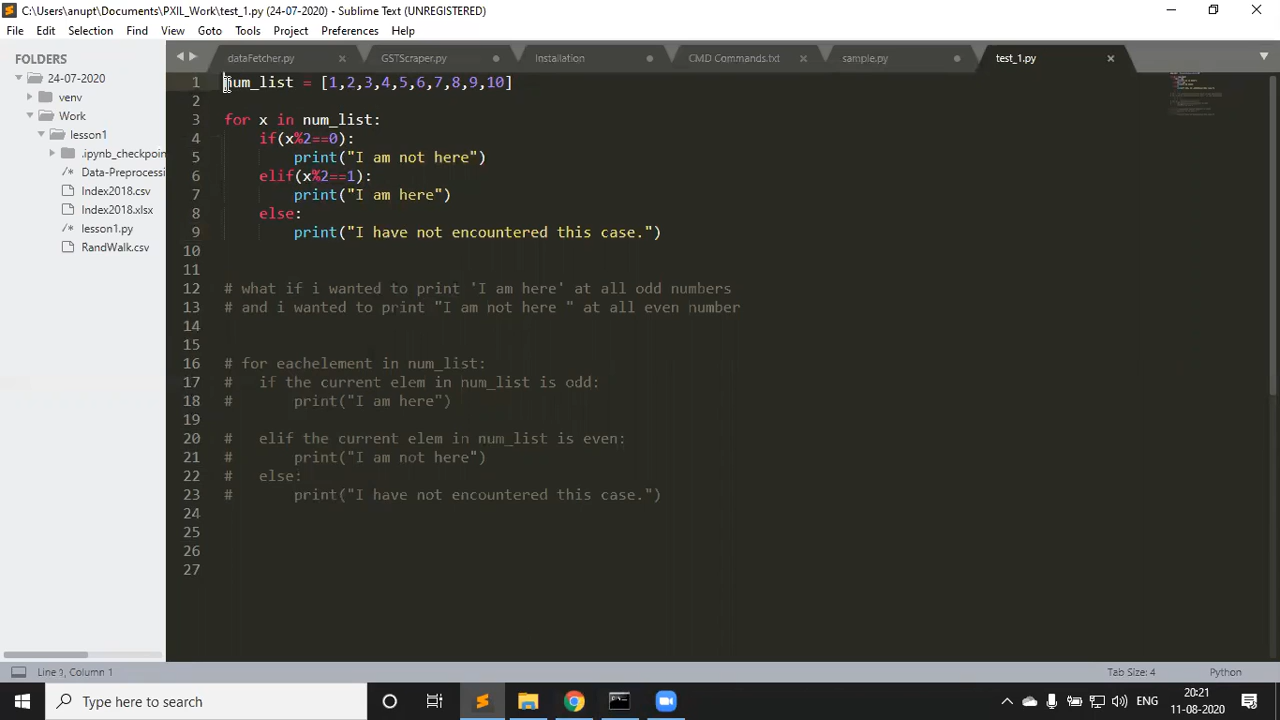 C:\Users\anupt\Documents\PXIL_Work\test_1.py (24-07-2020) - Sublime Text (UNREGISTERED)
File Edit Selection Find View Goto Tools Project Preferences Help
FOLDERS
24-07-2020
venv
Work
lesson1
.ipynb_checkpoin
Data-Preprocessi
Index2018.csv
Index2018.xlsx
lesson1.py
RandWalk.csv
dataFetcher.py GSTScraper.py Installation CMD Commands.txt sample.py test_1.py
1 num_list = [1,2,3,4,5,6,7,8,9,10]
2
3 for x in num_list:
4     if(x%2==0):
5         print("I am not here")
6     elif(x%2==1):
7         print("I am here")
8     else:
9         print("I have not encountered this case.")
10
11
12 # what if i wanted to print 'I am here' at all odd numbers
13 # and i wanted to print "I am not here " at all even number
14
15
16 # for eachelement in num_list:
17 #   if the current elem in num_list is odd:
18 #       print("I am here")
19
20 #   elif the current elem in num_list is even:
21 #       print("I am not here")
22 #   else:
23 #       print("I have not encountered this case.")
24
25
26
27
Line 3, Column 1 Tab Size: 4 Python
Type here to search
ENG
20:21
11-08-2020